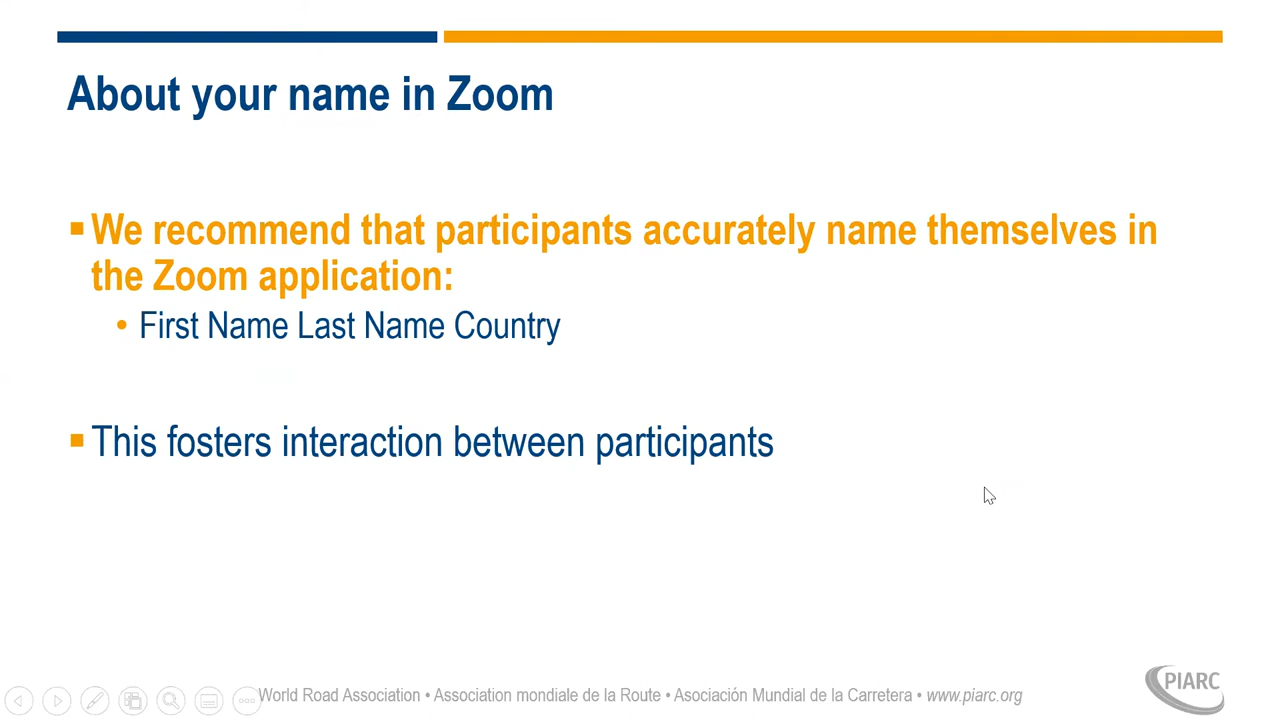 About your name in Zoom
We recommend that participants accurately name themselves in
the Zoom application:
• First Name Last Name Country
This fosters interaction between participants
World Road Association • Association mondiale de la Route • Asociación Mundial de la Carretera • www.piarc.org
PIARC